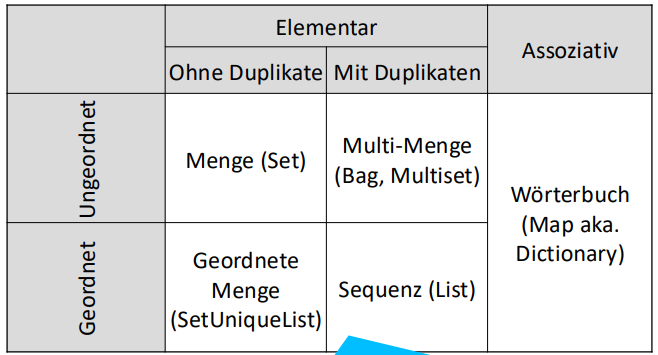 Elementar
Assoziativ
Ohne Duplikate
Mit Duplikaten
Ungeordnet
Menge (Set)
Multi-Menge
(Bag, Multiset)
Wörterbuch
(Map aka.
Dictionary)
Geordnet
Geordnete
Menge
(SetUniqueList)
Sequenz (List)